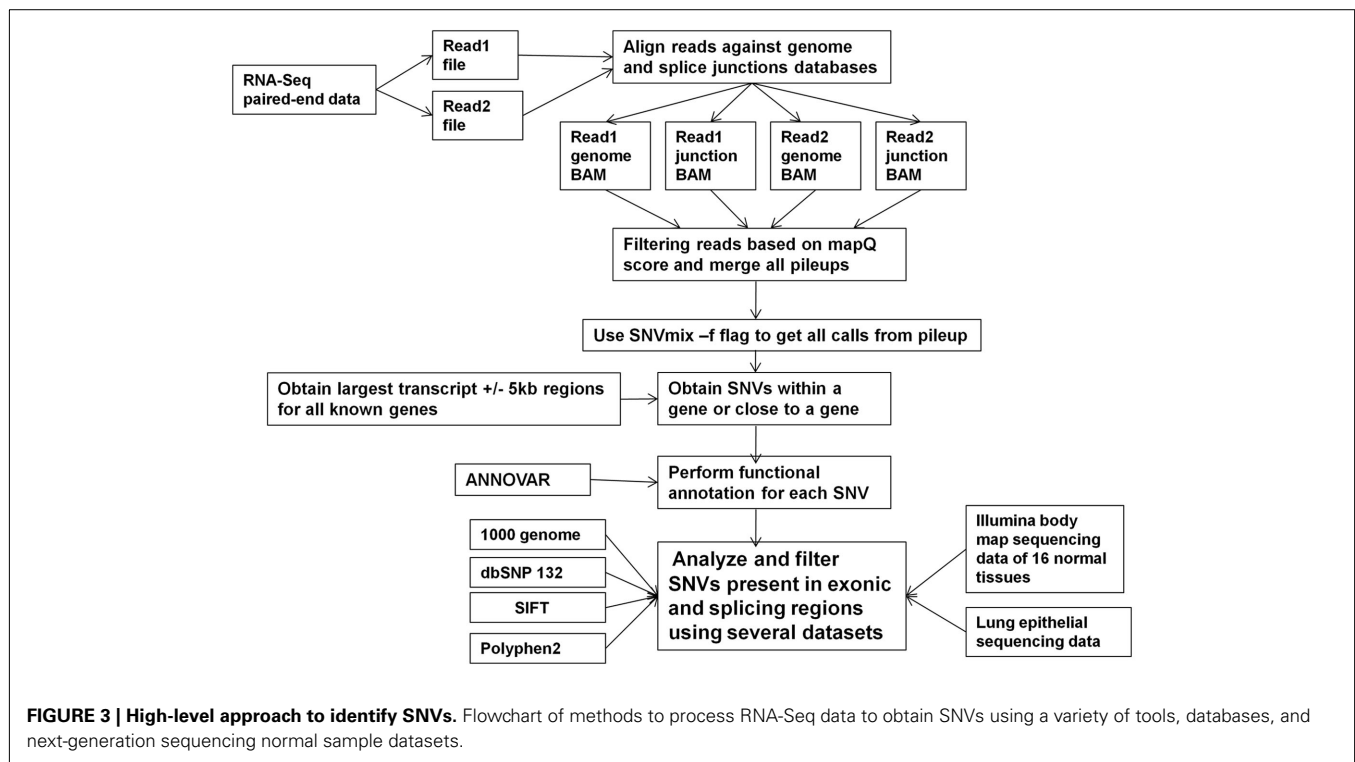 RNA-Seq
paired-end data
Read1
file
Read2
file
Align reads against genome
and splice junctions databases
Read1
genome
BAM
Read1
junction
BAM
Read2
genome
BAM
Read2
junction
BAM
Filtering reads based on mapQ
score and merge all pileups
Use SNVmix –f flag to get all calls from pileup
Obtain largest transcript +/- 5kb regions
for all known genes
Obtain SNVs within a
gene or close to a gene
ANNOVAR
Perform functional
annotation for each SNV
1000 genome
dbSNP 132
SIFT
Polyphen2
Analyze and filter
SNVs present in exonic
and splicing regions
using several datasets
Illumina body
map sequencing
data of 16 normal
tissues
Lung epithelial
sequencing data
FIGURE 3 | High-level approach to identify SNVs. Flowchart of methods to process RNA-Seq data to obtain SNVs using a variety of tools, databases, and
next-generation sequencing normal sample datasets.